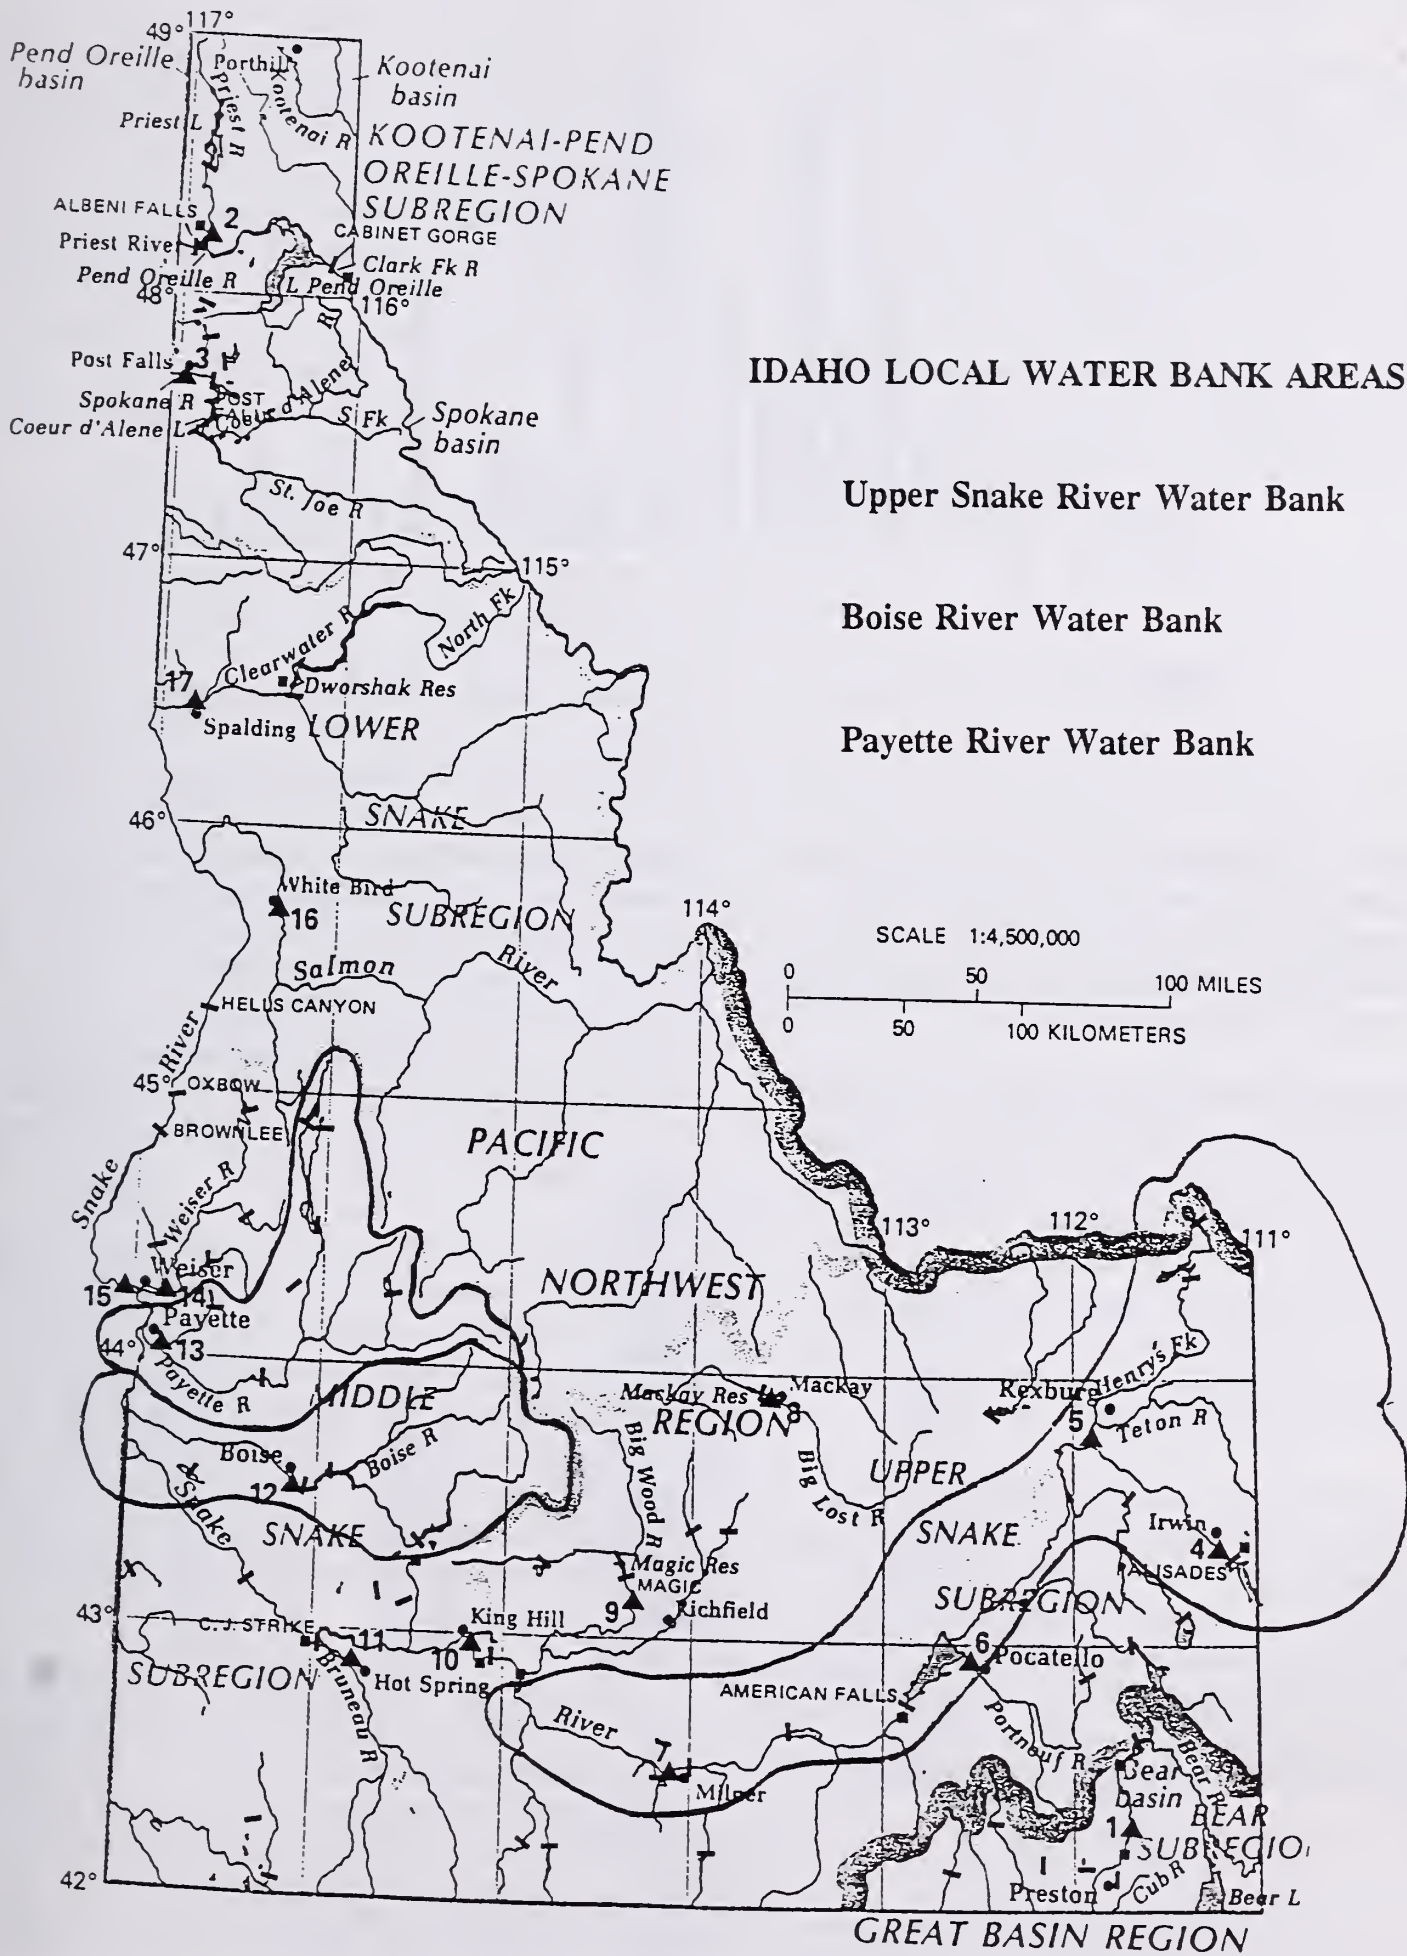 117°
49°
Pend Oreille
basin
Porthill
Kootenai
basin
Priest R
Kootenai R
Priest L
KOOTENAI-PEND
OREILLE-SPOKANE
SUBREGION
ALBENI FALLS
2
CABINET GORGE
Priest River
Clark Fk R
Pend Oreille R
L Pend Oreille
48°
116°
R
Post Falls
3
IDAHO LOCAL WATER BANK AREAS
Spokane R
POST
FALLS
Coeur d'Alene
Coeur d'Alene L
S Fk
Spokane
basin
Upper Snake River Water Bank
St. Joe R
47°
115°
Boise River Water Bank
Clearwater R
North Fk
17
Dworshak Res
Spalding
LOWER
Payette River Water Bank
46°
SNAKE
White Bird
16
SUBREGION
114°
SCALE 1:4,500,000
0 50 100 MILES
0 50 100 KILOMETERS
Salmon River
HELLS CANYON
River
45°
OXBOW
BROWNLEE
PACIFIC
Snake
Weiser R
113°
112°
111°
NORTHWEST
Weiser
15
14
Payette
44°
13
Payette R
MIDDLE
Mackay Res
Mackay
8
REGION
Rexburg
Henry's Fk
5
Teton R
Boise
Boise R
Big Wood R
Big Lost R
UPPER
12
Snake
SNAKE
SNAKE
Irwin
4
PALISADES
Magic Res
MAGIC
SUBREGION
9
Richfield
43°
C.J. STRIKE
King Hill
11
10
6
Pocatello
SUBREGION
Bruneau R
Hot Spring
AMERICAN FALLS
River
Portneuf R
7
Milner
Bear
basin
Bear R
1
BEAR
SUBREGIO
42°
Preston
Cub R
Bear L
GREAT BASIN REGION